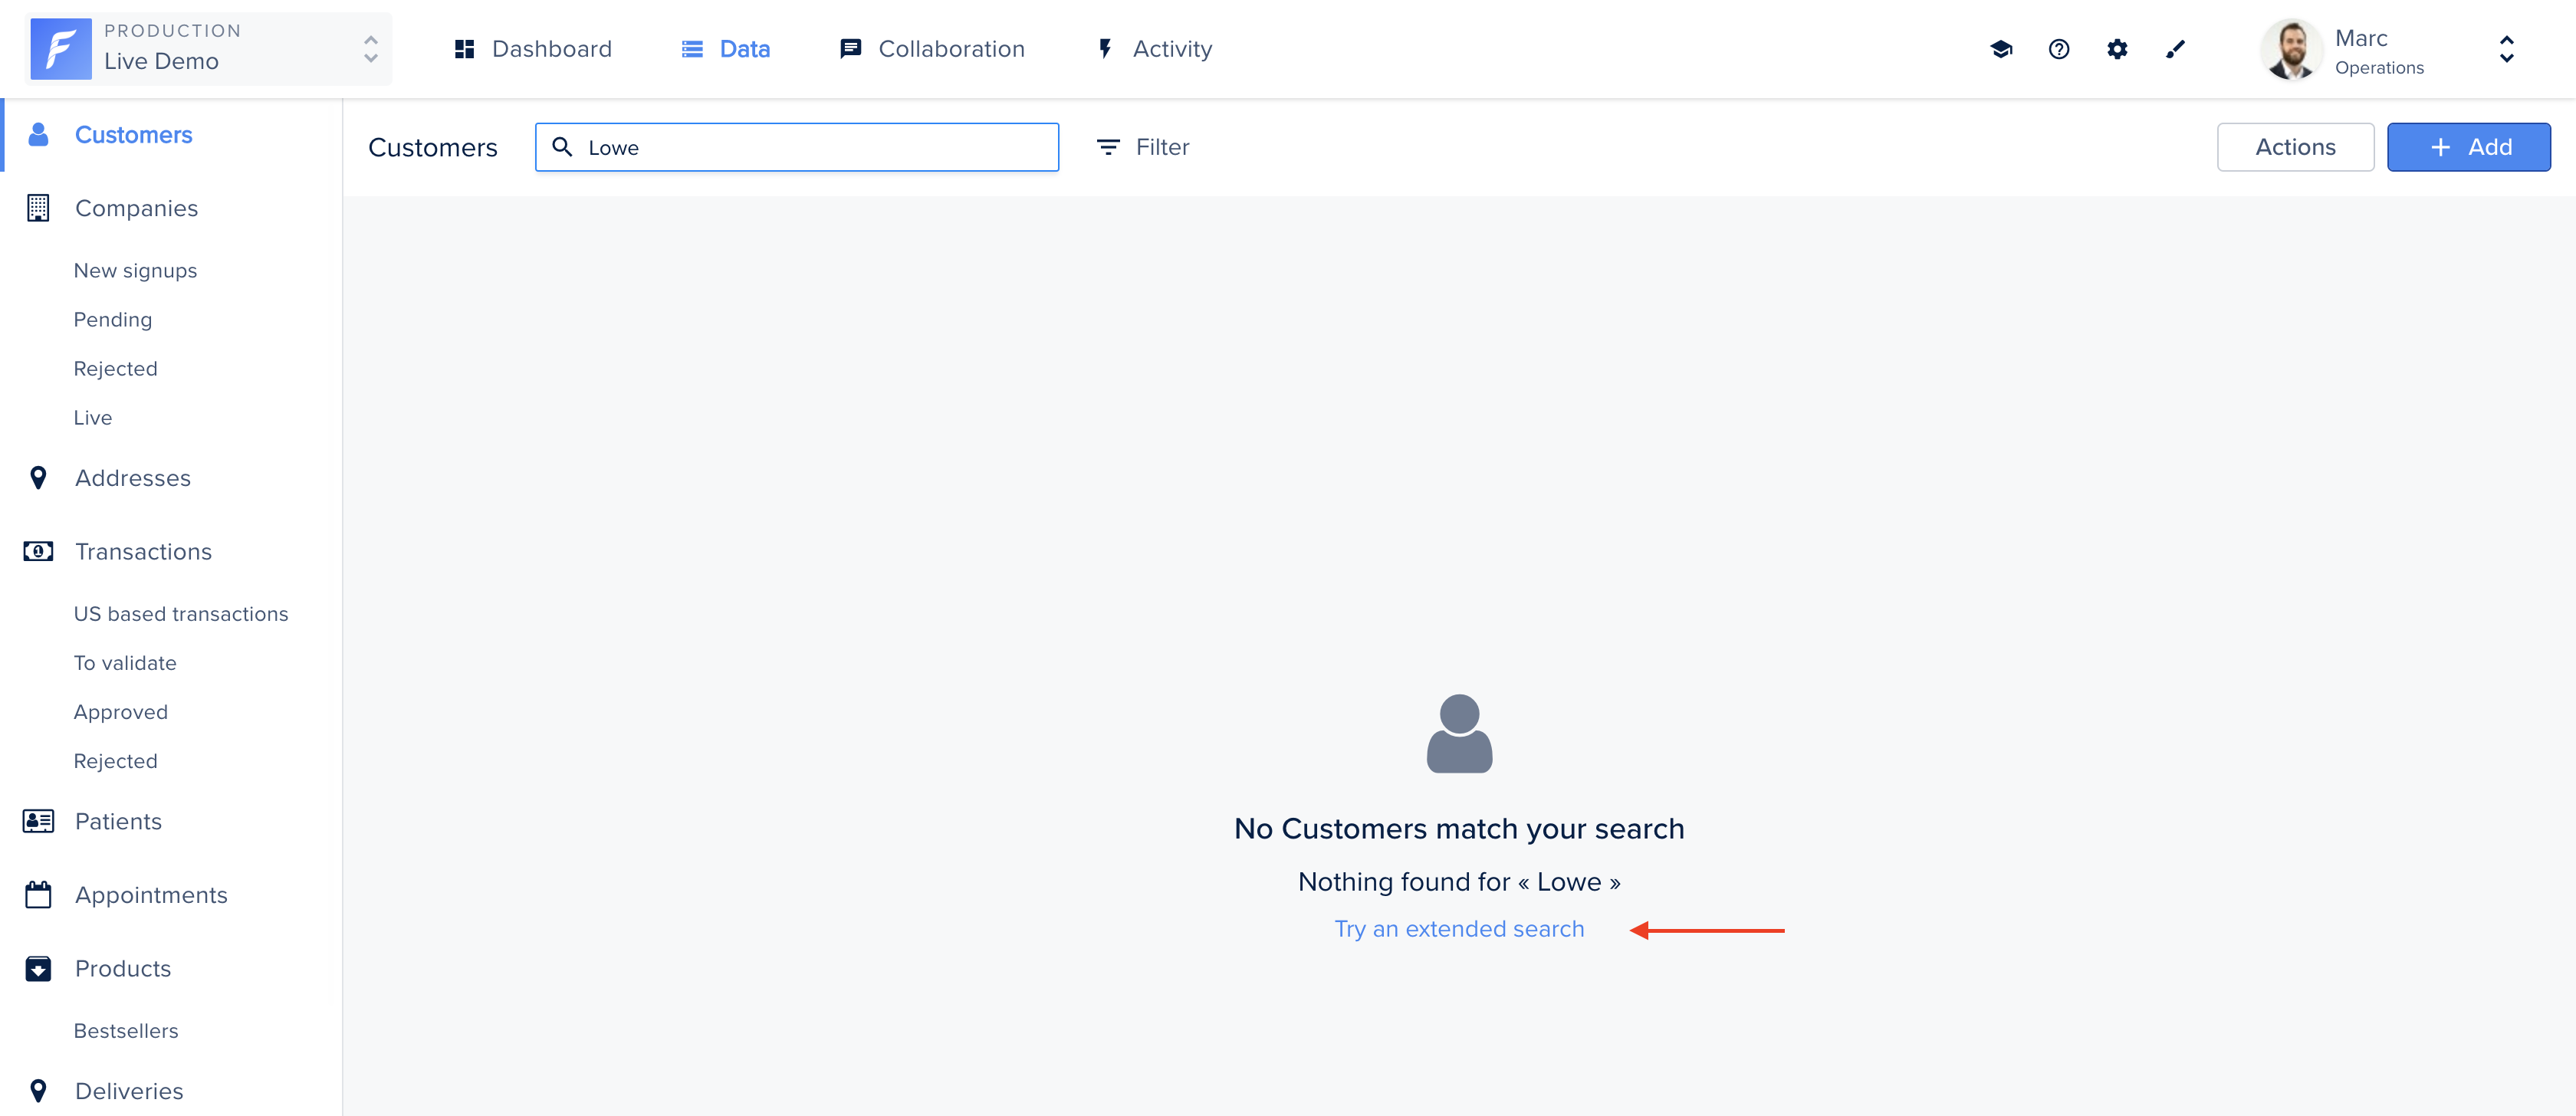 PRODUCTION
Live Demo
Dashboard
Data
Collaboration
Activity
Marc
Operations
Customers
Companies
New signups
Pending
Rejected
Live
Addresses
Transactions
US based transactions
To validate
Approved
Rejected
Patients
Appointments
Products
Bestsellers
Deliveries
Customers
Lowe
Filter
Actions
+ Add
No Customers match your search
Nothing found for « Lowe »
Try an extended search